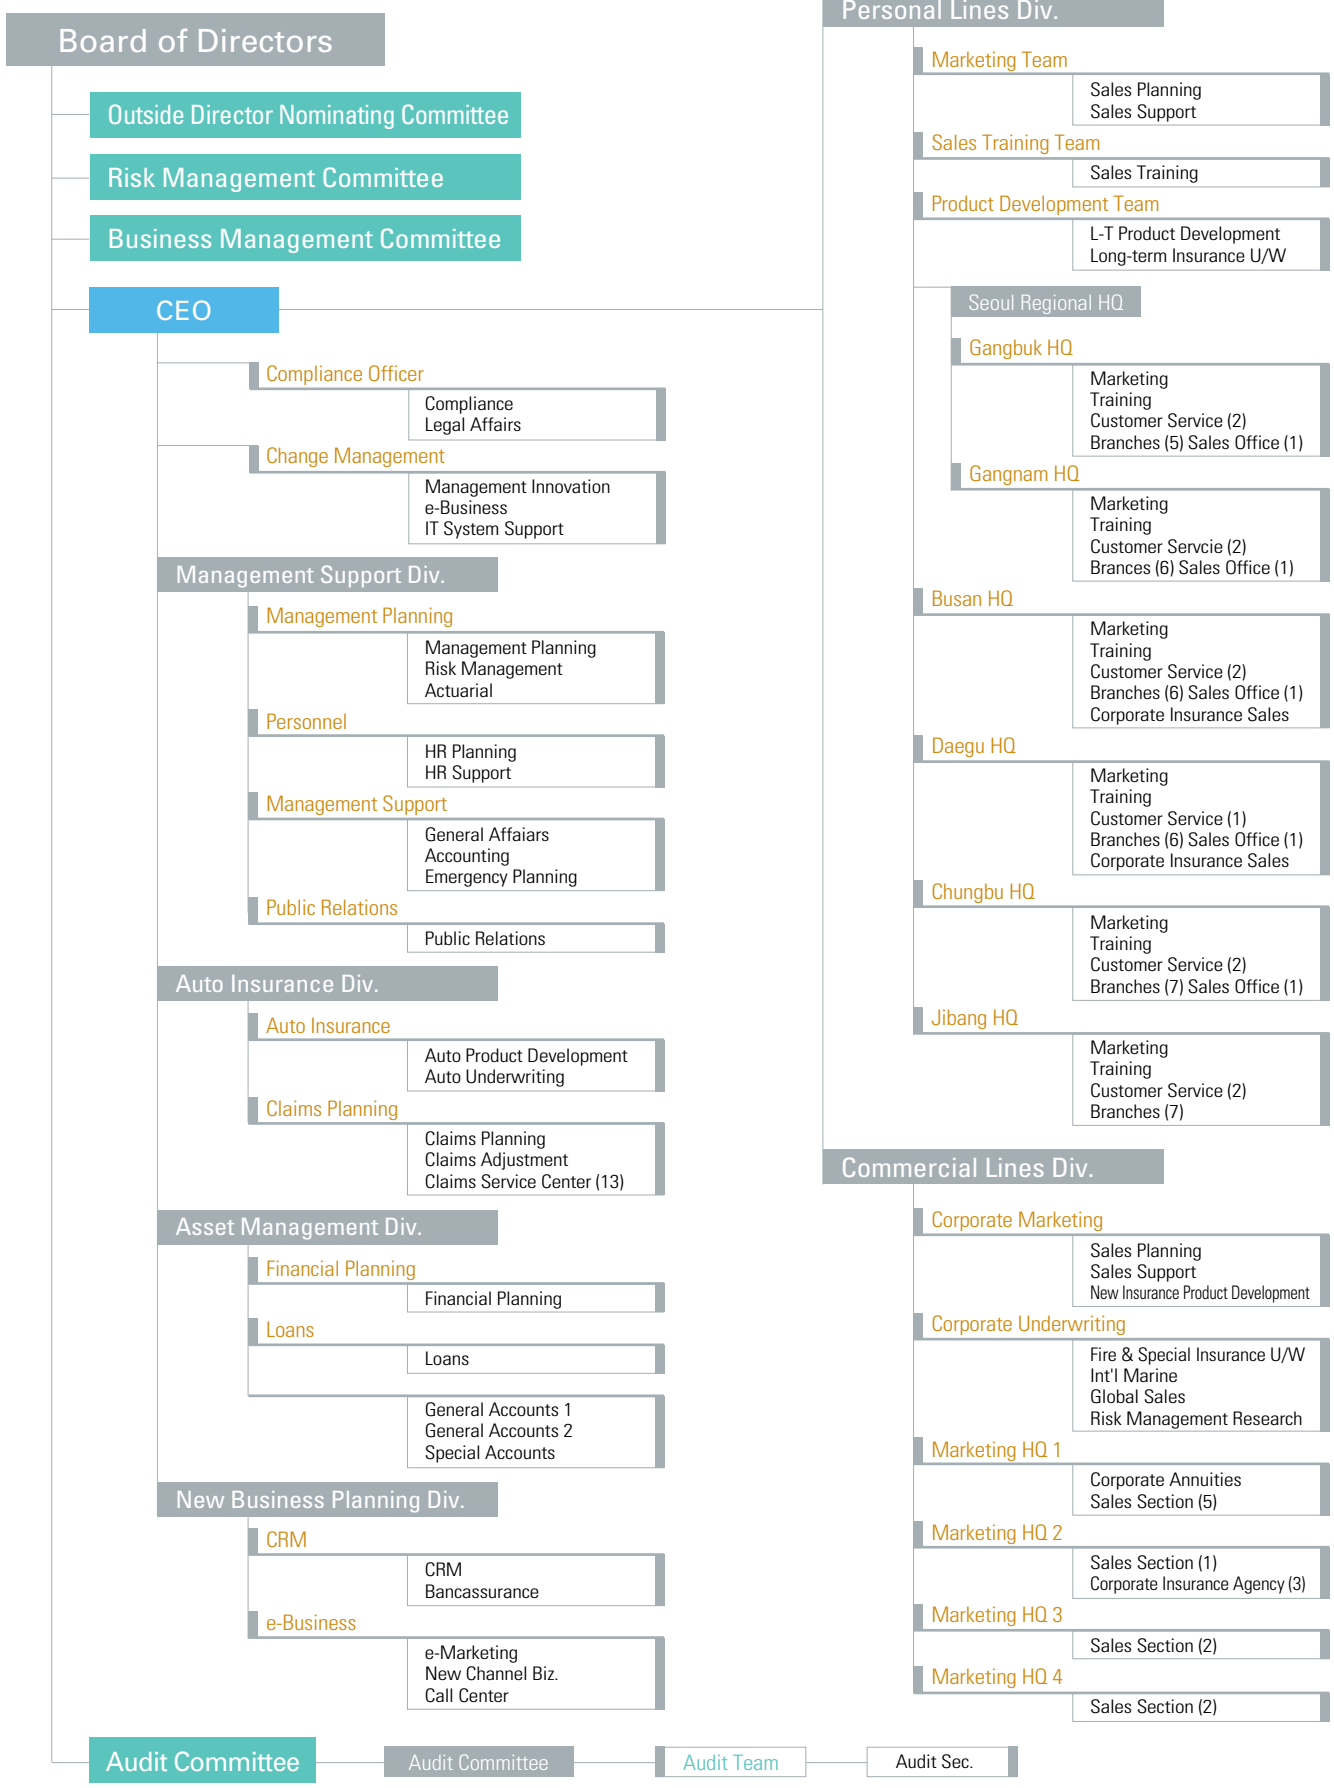 Board of Directors
Outside Director Nominating Committee
Risk Management Committee
Business Management Committee
CEO
Compliance Officer
Compliance
Legal Affairs
Change Management
Management Innovation
e-Business
IT System Support
Management Support Div.
Management Planning
Management Planning
Risk Management
Actuarial
Personnel
HR Planning
HR Support
Management Support
General Affaiars
Accounting
Emergency Planning
Public Relations
Public Relations
Auto Insurance Div.
Auto Insurance
Auto Product Development
Auto Underwriting
Claims Planning
Claims Planning
Claims Adjustment
Claims Service Center (13)
Asset Management Div.
Financial Planning
Financial Planning
Loans
Loans
General Accounts 1
General Accounts 2
Special Accounts
New Business Planning Div.
CRM
CRM
Bancassurance
e-Business
e-Marketing
New Channel Biz.
Call Center
Personal Lines Div.
Marketing Team
Sales Planning
Sales Support
Sales Training Team
Sales Training
Product Development Team
L-T Product Development
Long-term Insurance U/W
Seoul Regional HQ
Gangbuk HQ
Marketing
Training
Customer Service (2)
Branches (5) Sales Office (1)
Gangnam HQ
Marketing
Training
Customer Servcie (2)
Brances (6) Sales Office (1)
Busan HQ
Marketing
Training
Customer Service (2)
Branches (6) Sales Office (1)
Corporate Insurance Sales
Daegu HQ
Marketing
Training
Customer Service (1)
Branches (6) Sales Office (1)
Corporate Insurance Sales
Chungbu HQ
Marketing
Training
Customer Service (2)
Branches (7) Sales Office (1)
Jibang HQ
Marketing
Training
Customer Service (2)
Branches (7)
Commercial Lines Div.
Corporate Marketing
Sales Planning
Sales Support
New Insurance Product Development
Corporate Underwriting
Fire & Special Insurance U/W
Int'l Marine
Global Sales
Risk Management Research
Marketing HQ 1
Corporate Annuities
Sales Section (5)
Marketing HQ 2
Sales Section (1)
Corporate Insurance Agency (3)
Marketing HQ 3
Sales Section (2)
Marketing HQ 4
Sales Section (2)
Audit Committee
Audit Committee
Audit Team
Audit Sec.